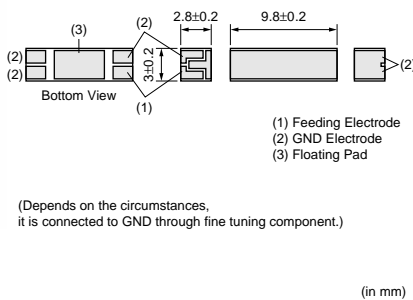 (3)
(2)
2.8±0.2
9.8±0.2
(2)
(2)
3±0.2
(2)
Bottom View
(1)
(1) Feeding Electrode
(2) GND Electrode
(3) Floating Pad
(Depends on the circumstances,
it is connected to GND through fine tuning component.)
(in mm)